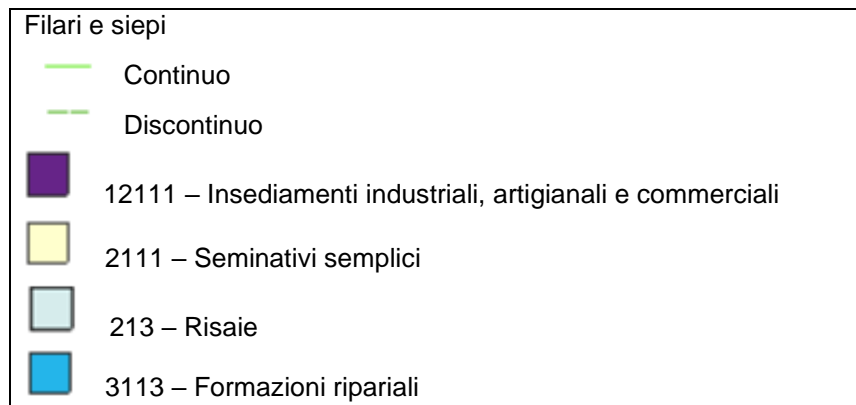 Filari e siepi
Continuo
Discontinuo
12111 – Insediamenti industriali, artigianali e commerciali
2111 – Seminativi semplici
213 – Risaie
3113 – Formazioni ripariali